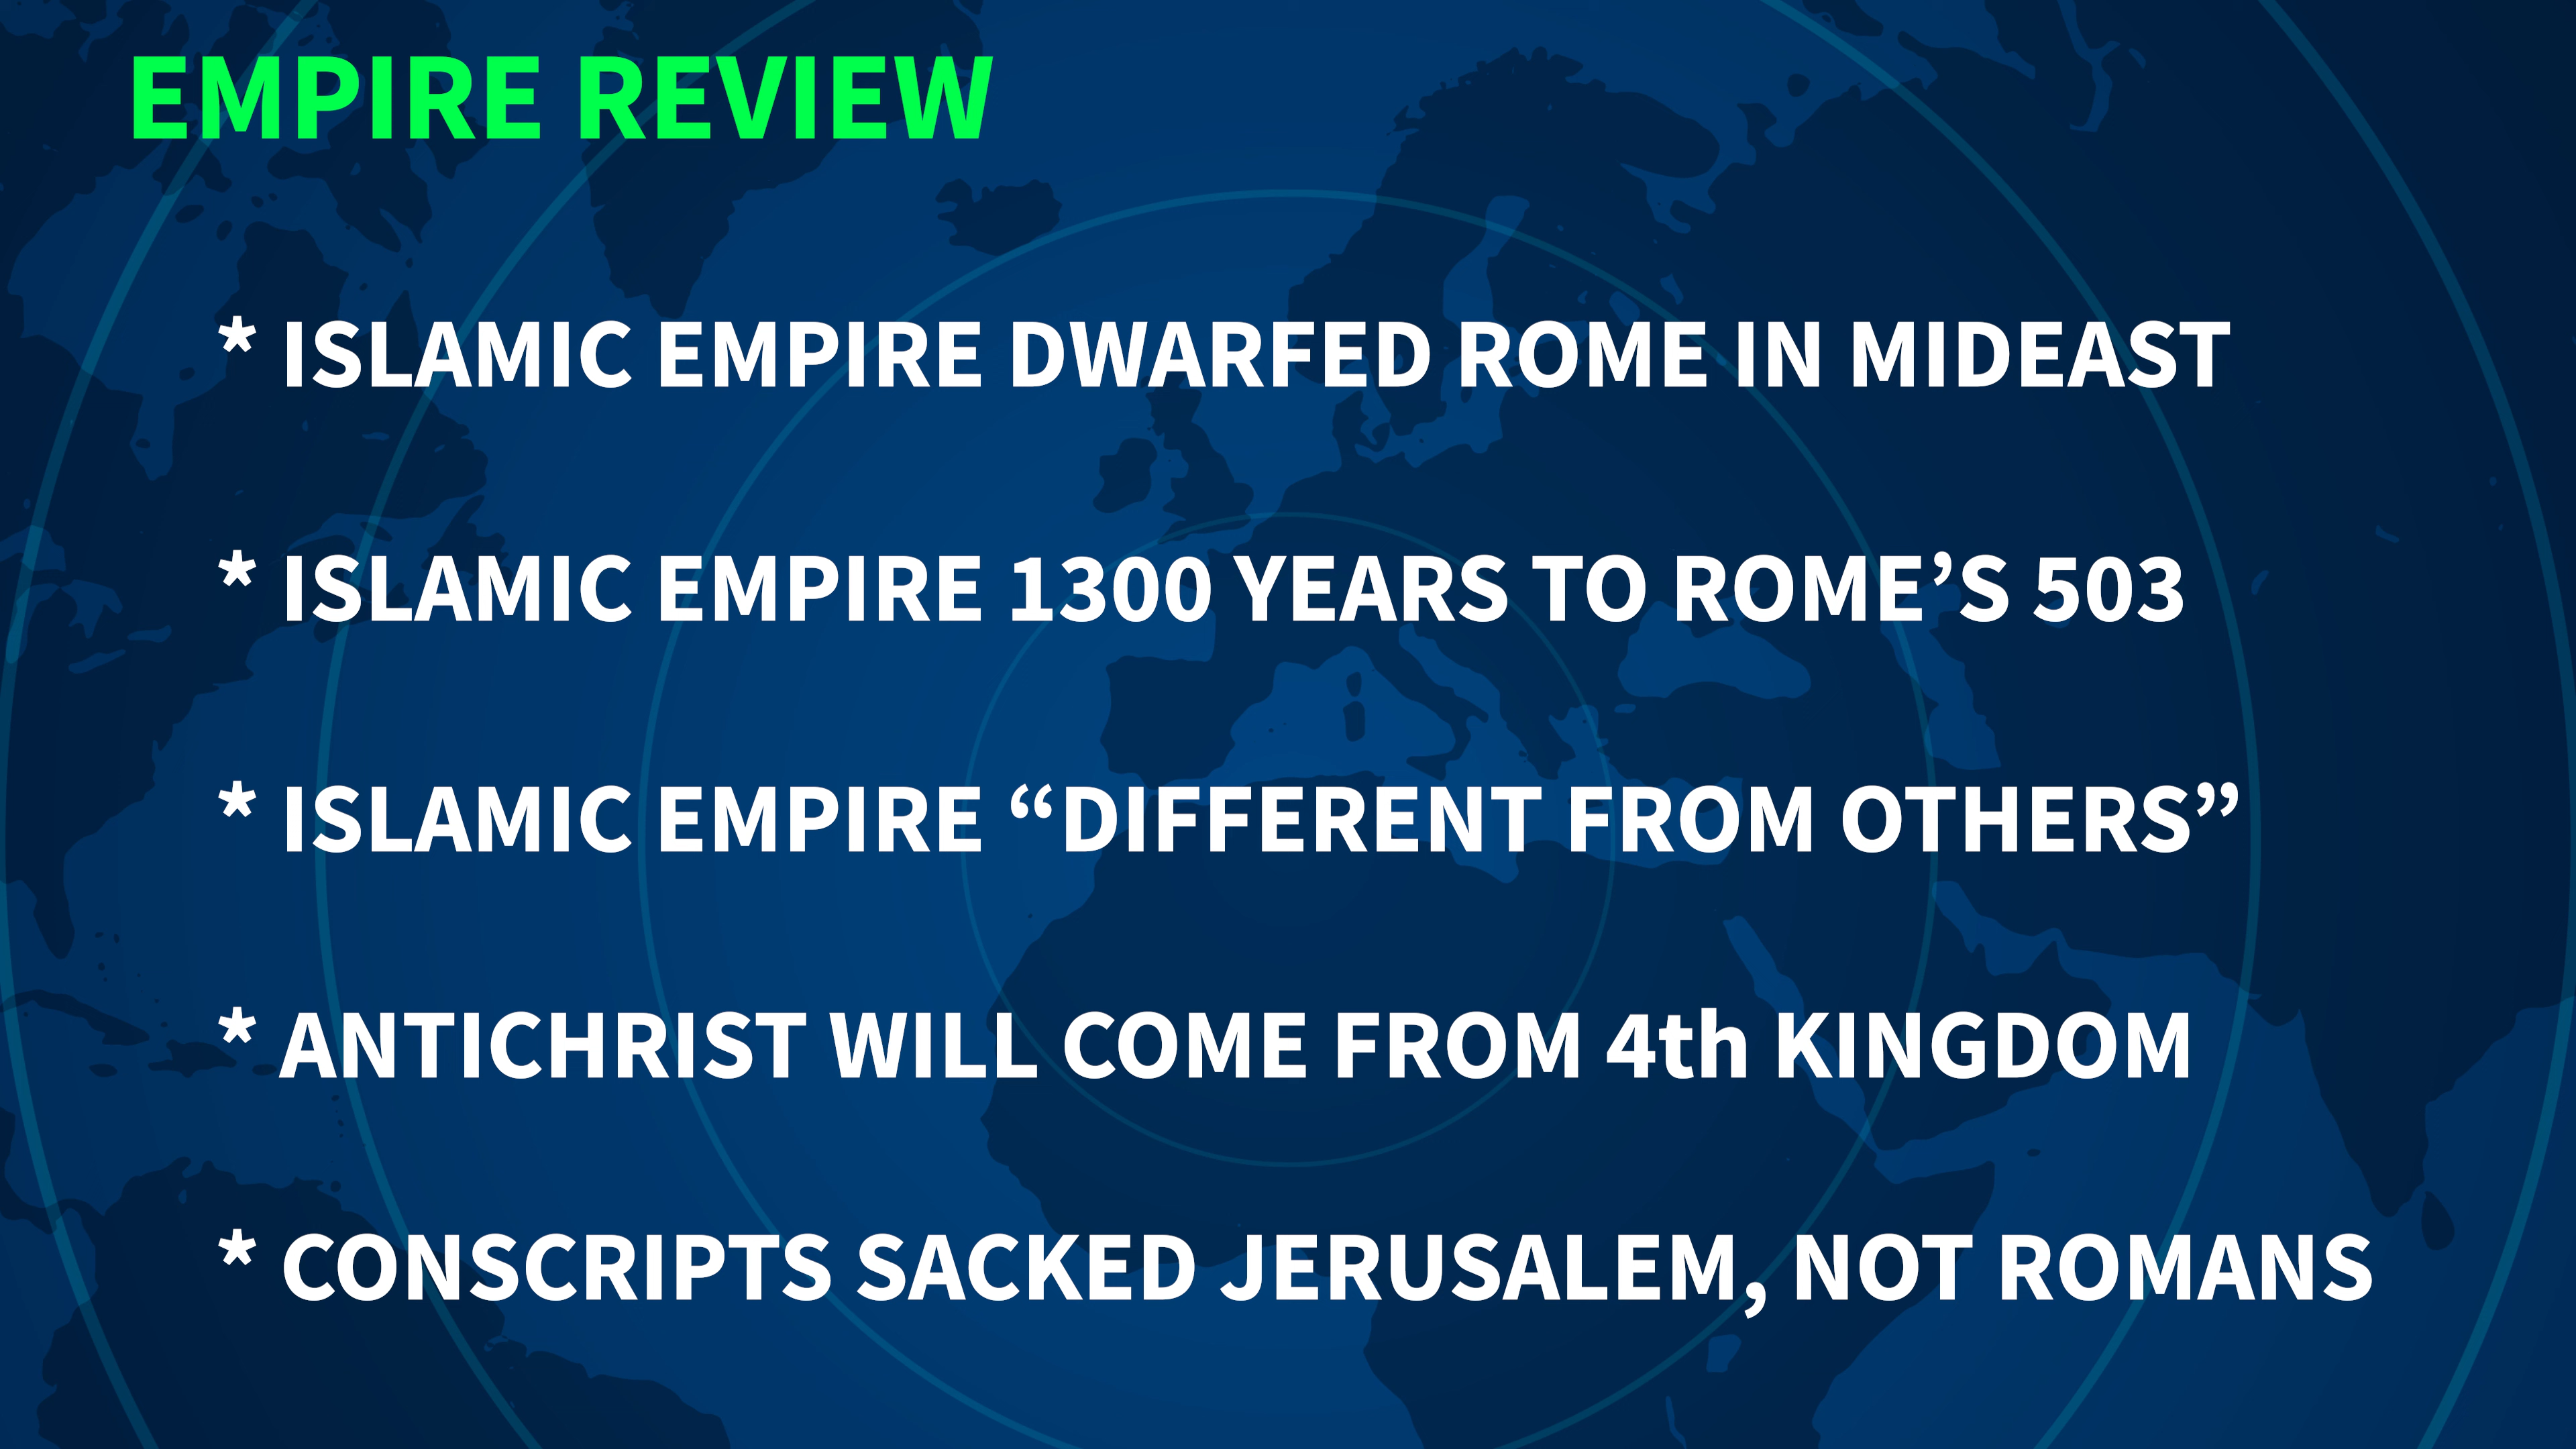 EMPIRE REVIEW
* ISLAMIC EMPIRE DWARFED ROME IN MIDEAST
* ISLAMIC EMPIRE 1300 YEARS TO ROME’S 503
* ISLAMIC EMPIRE “DIFFERENT FROM OTHERS”
* ANTICHRIST WILL COME FROM 4th KINGDOM
* CONSCRIPTS SACKED JERUSALEM, NOT ROMANS